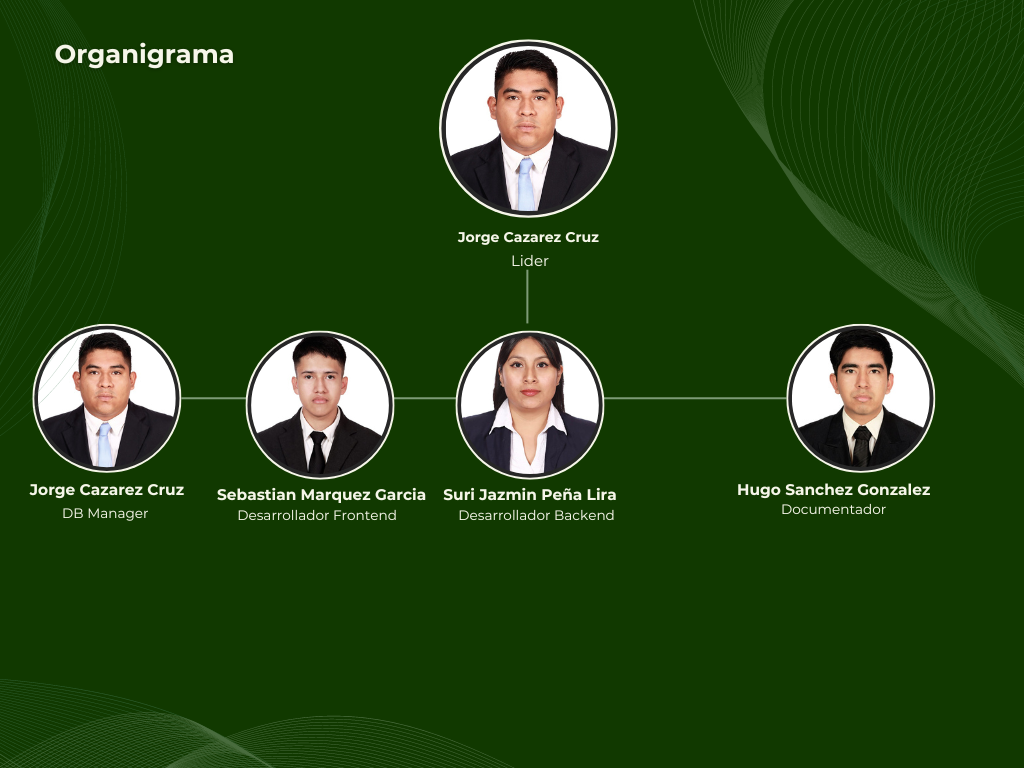 Organigrama
Jorge Cazarez Cruz
Lider
Jorge Cazarez Cruz
DB Manager
Sebastian Marquez Garcia
Desarrollador Frontend
Suri Jazmin Peña Lira
Desarrollador Backend
Hugo Sanchez Gonzalez
Documentador